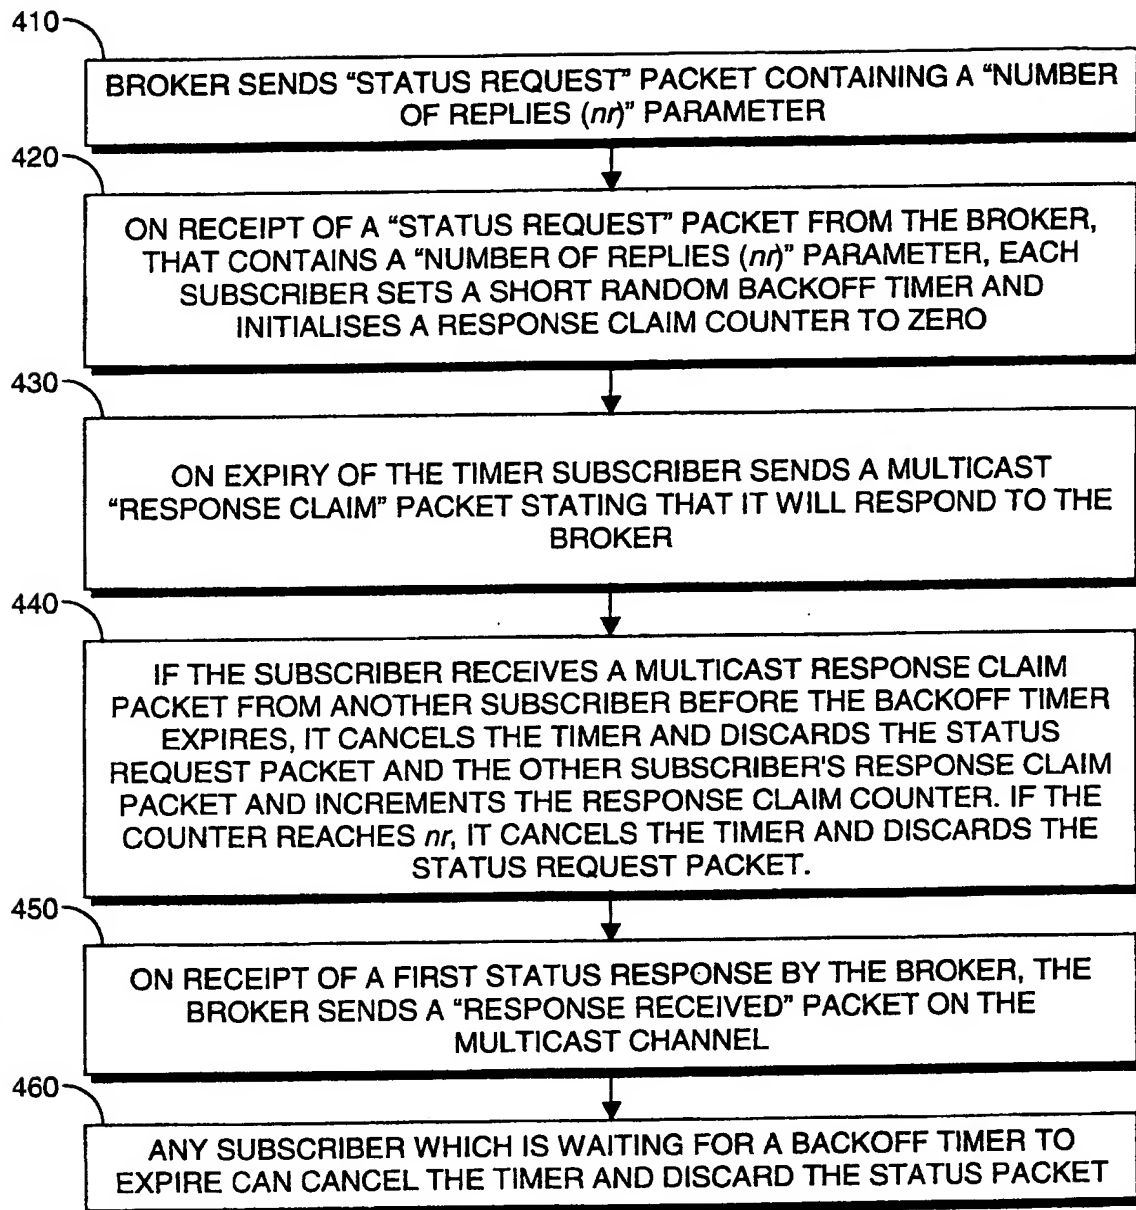 410
BROKER SENDS “STATUS REQUEST” PACKET CONTAINING A “NUMBER
OF REPLIES (nr)” PARAMETER
420
ON RECEIPT OF A “STATUS REQUEST” PACKET FROM THE BROKER,
THAT CONTAINS A “NUMBER OF REPLIES (nr)” PARAMETER, EACH
SUBSCRIBER SETS A SHORT RANDOM BACKOFF TIMER AND
INITIALISES A RESPONSE CLAIM COUNTER TO ZERO
430
ON EXPIRY OF THE TIMER SUBSCRIBER SENDS A MULTICAST
“RESPONSE CLAIM” PACKET STATING THAT IT WILL RESPOND TO THE
BROKER
440
IF THE SUBSCRIBER RECEIVES A MULTICAST RESPONSE CLAIM
PACKET FROM ANOTHER SUBSCRIBER BEFORE THE BACKOFF TIMER
EXPIRES, IT CANCELS THE TIMER AND DISCARDS THE STATUS
REQUEST PACKET AND THE OTHER SUBSCRIBER'S RESPONSE CLAIM
PACKET AND INCREMENTS THE RESPONSE CLAIM COUNTER. IF THE
COUNTER REACHES nr, IT CANCELS THE TIMER AND DISCARDS THE
STATUS REQUEST PACKET.
450
ON RECEIPT OF A FIRST STATUS RESPONSE BY THE BROKER, THE
BROKER SENDS A “RESPONSE RECEIVED” PACKET ON THE
MULTICAST CHANNEL
460
ANY SUBSCRIBER WHICH IS WAITING FOR A BACKOFF TIMER TO
EXPIRE CAN CANCEL THE TIMER AND DISCARD THE STATUS PACKET